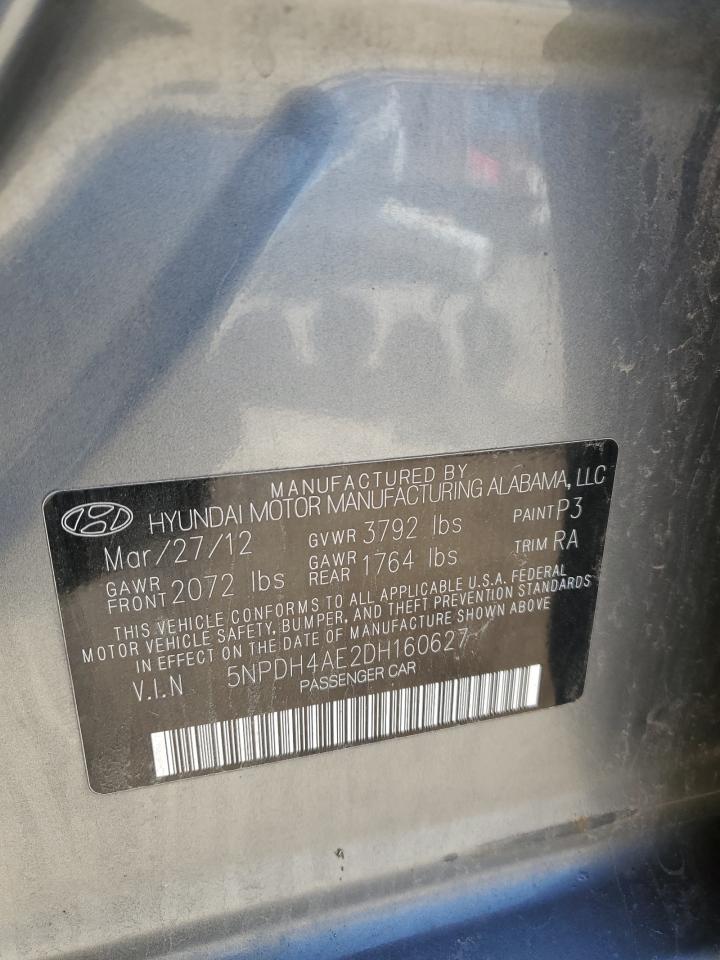 MANUFACTURED BY
HYUNDAI MOTOR MANUFACTURING ALABAMA, LLC
Mar/27/12 GVWR 3792 lbs PAINT P3
GAWR FRONT 2072 lbs GAWR REAR 1764 lbs TRIM RA
THIS VEHICLE CONFORMS TO ALL APPLICABLE U.S.A. FEDERAL
MOTOR VEHICLE SAFETY, BUMPER, AND THEFT PREVENTION STANDARDS
IN EFFECT ON THE DATE OF MANUFACTURE SHOWN ABOVE
V.I.N 5NPDH4AE2DH160627
PASSENGER CAR